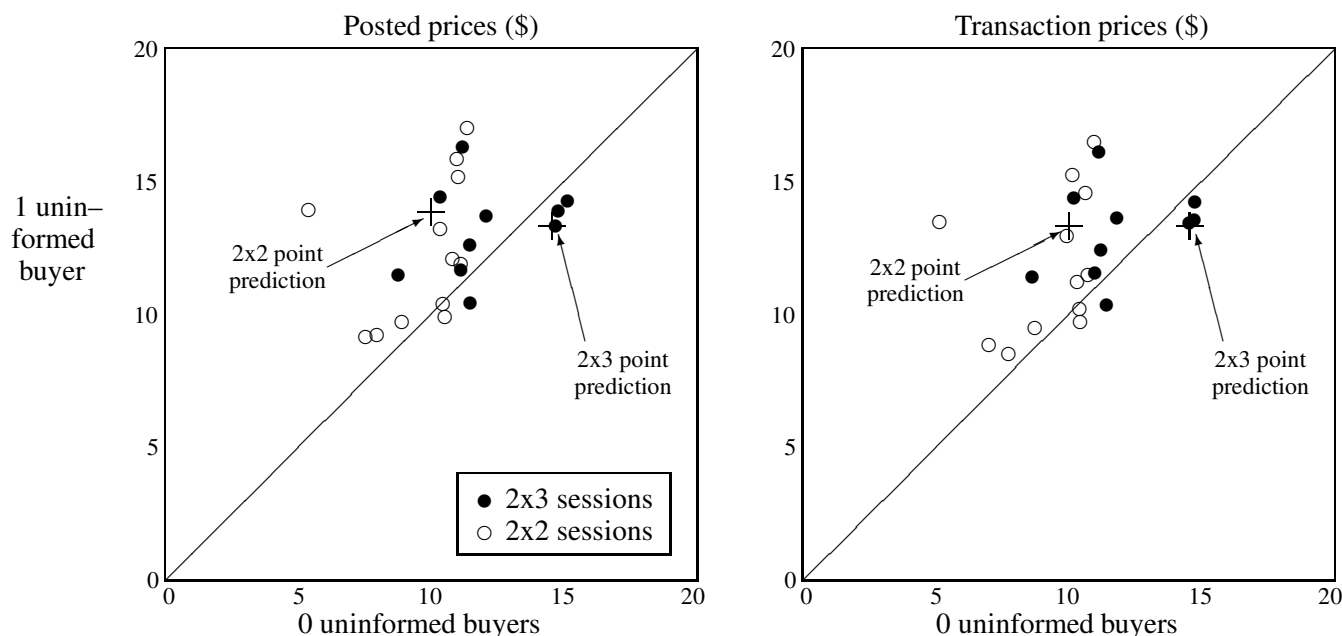 Posted prices ($)
Transaction prices ($)
20
15
10
5
0
1 unin–
formed
buyer
2x2 point
prediction
2x3 point
prediction
2x3 sessions
2x2 sessions
0
5
10
15
20
0 uninformed buyers
20
15
10
5
0
2x2 point
prediction
2x3 point
prediction
0
5
10
15
20
0 uninformed buyers